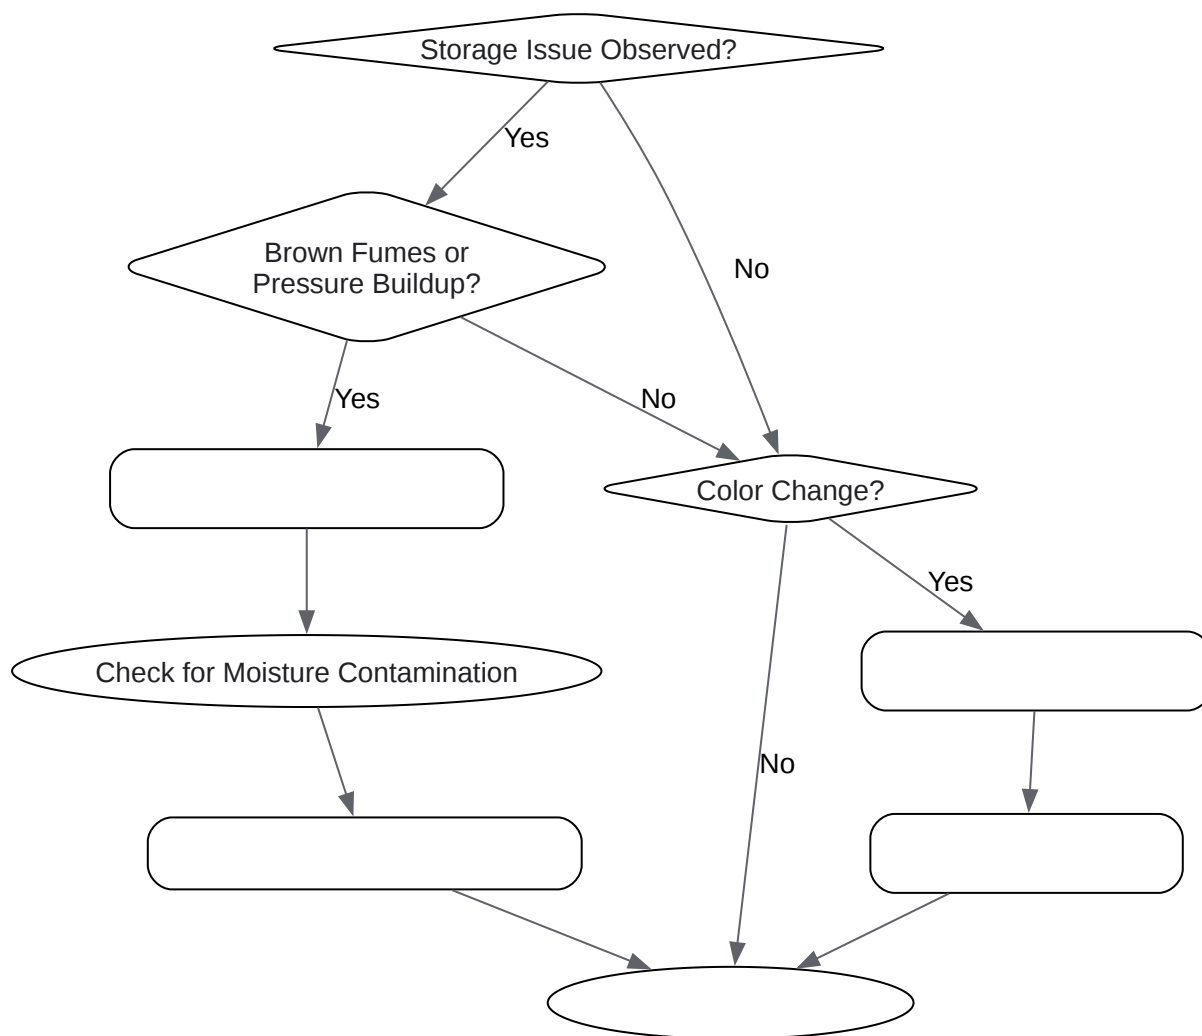 Storage Issue Observed?
Yes
Brown Fumes or
Pressure Buildup?
No
Yes
No
Color Change?
Yes
Check for Moisture Contamination
No